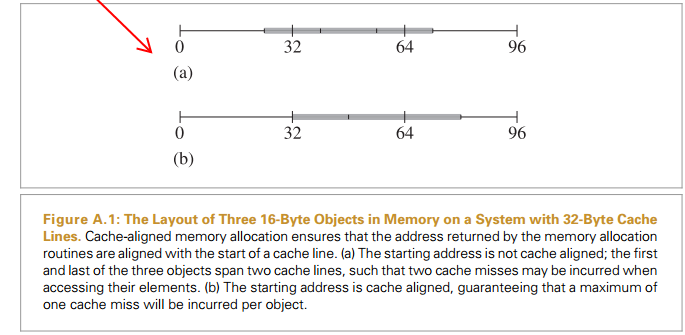 0 32 64 96
(a)
0 32 64 96
(b)
Figure A.1: The Layout of Three 16-Byte Objects in Memory on a System with 32-Byte Cache
Lines. Cache-aligned memory allocation ensures that the address returned by the memory allocation
routines are aligned with the start of a cache line. (a) The starting address is not cache aligned; the first
and last of the three objects span two cache lines, such that two cache misses may be incurred when
accessing their elements. (b) The starting address is cache aligned, guaranteeing that a maximum of
one cache miss will be incurred per object.